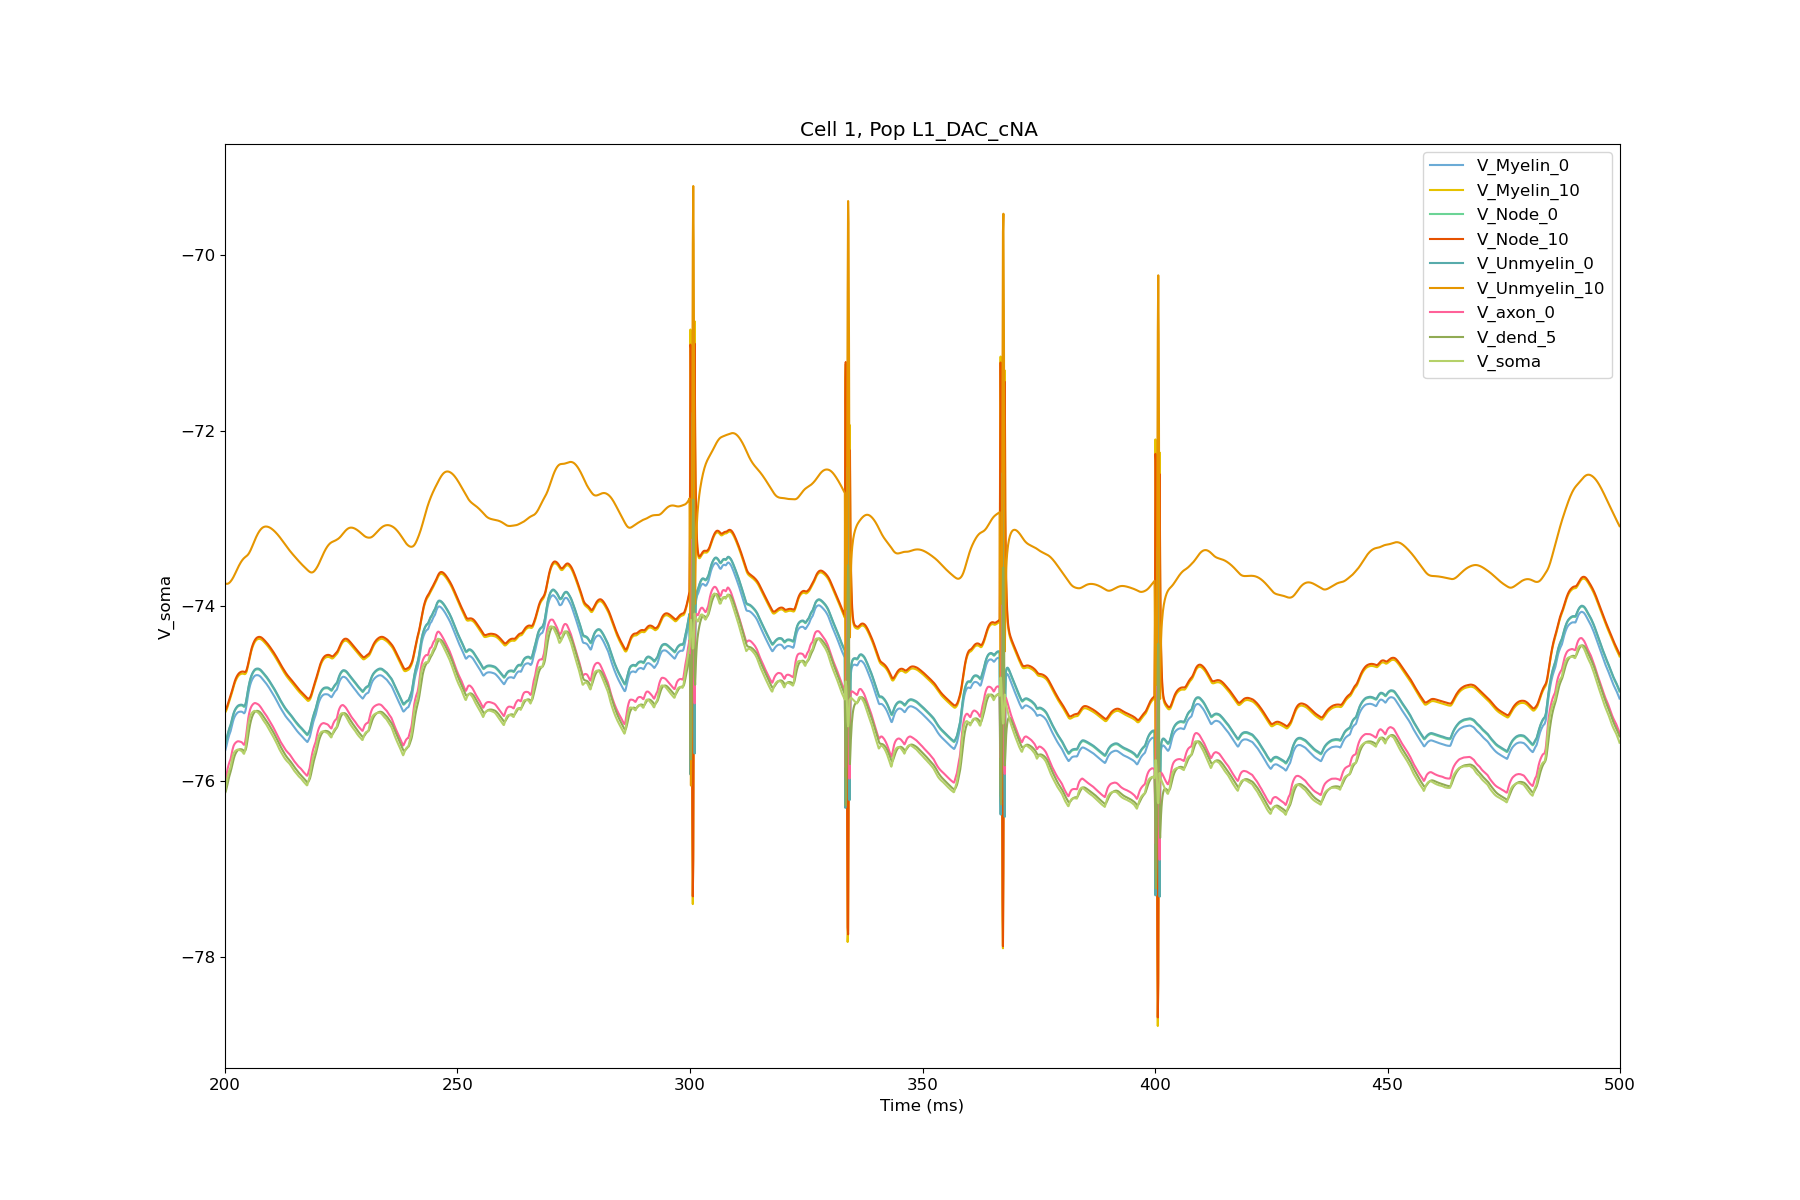 Cell 1, Pop L1_DAC_cNA
V_Myelin_0
V_Myelin_10
V_Node_0
V_Node_10
V_Unmyelin_0
V_Unmyelin_10
V_axon_0
V_dend_5
V_soma
−70
−72
−74
−76
−78
V_soma
200
250
300
350
400
450
500
Time (ms)